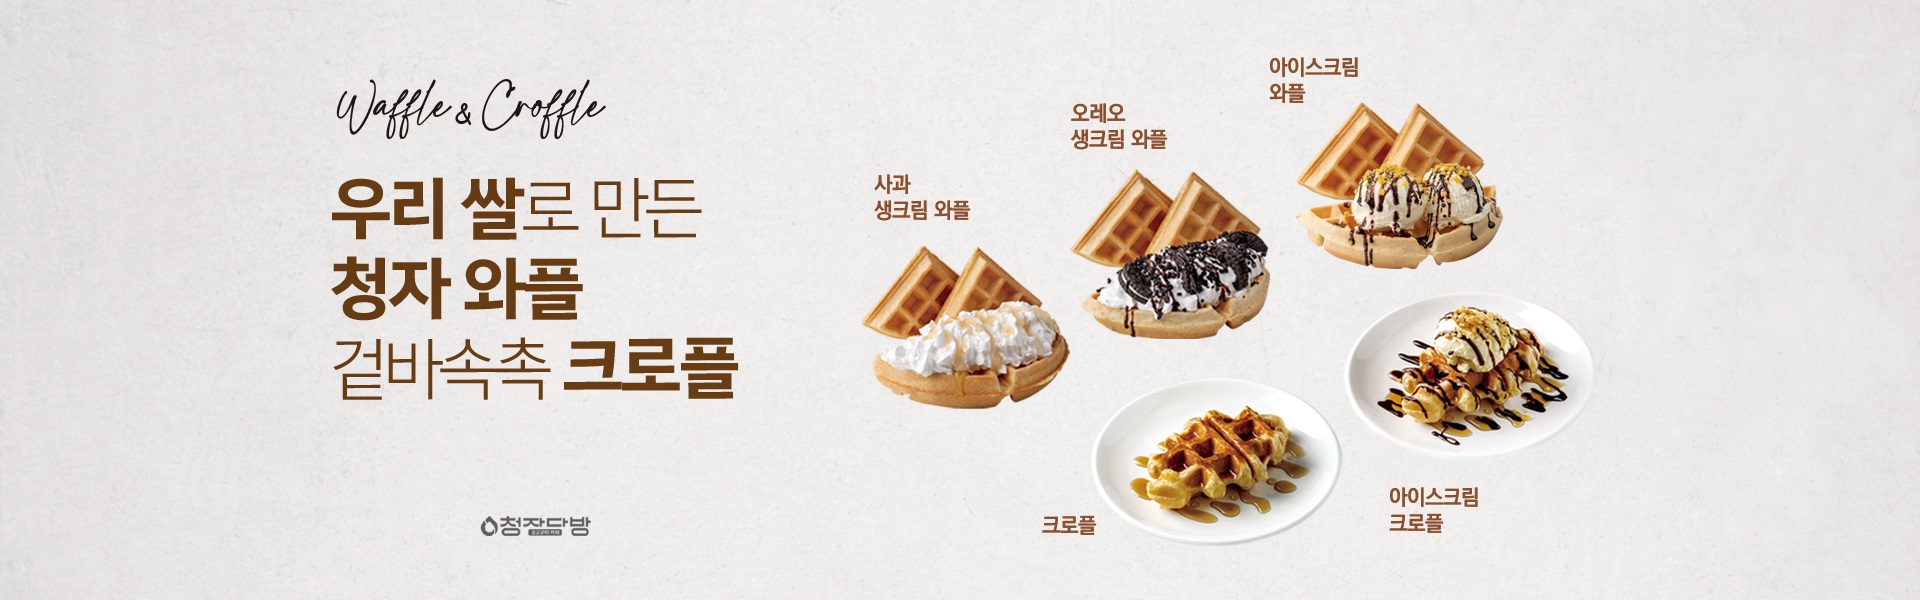 Waffle & Croffle
우리 쌀로 만든
청자 와플
겉바속촉 크로플
청자다방
사과
생크림 와플
오레오
생크림 와플
아이스크림
와플
크로플
아이스크림
크로플